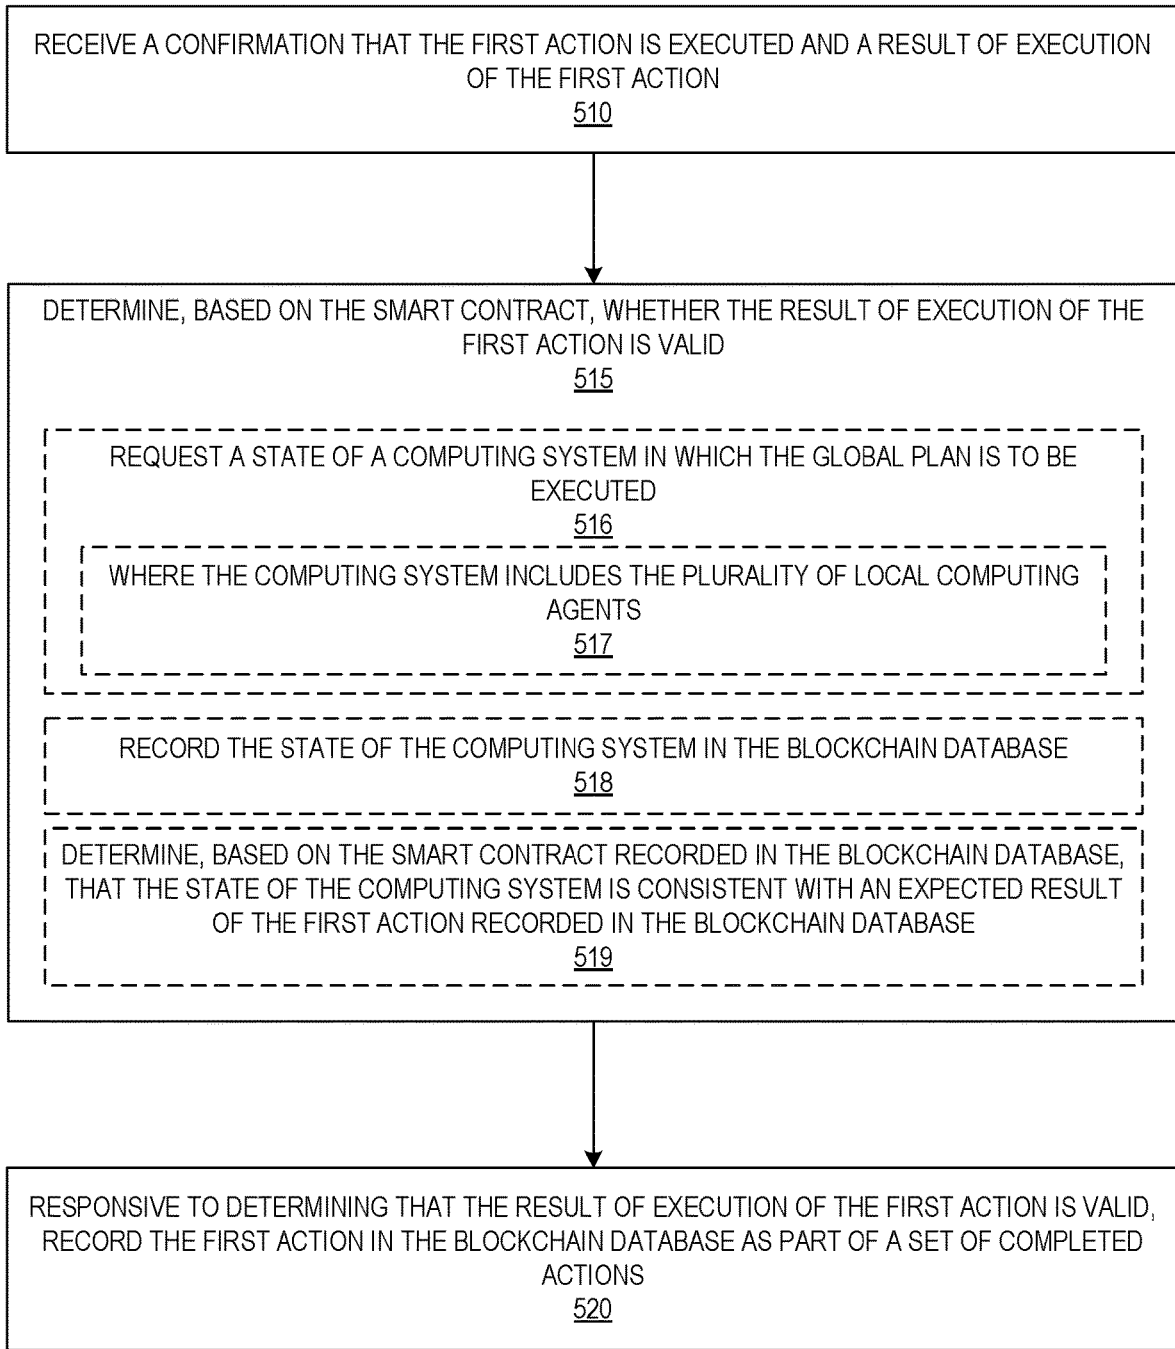 RECEIVE A CONFIRMATION THAT THE FIRST ACTION IS EXECUTED AND A RESULT OF EXECUTION
OF THE FIRST ACTION
510
DETERMINE, BASED ON THE SMART CONTRACT, WHETHER THE RESULT OF EXECUTION OF THE
FIRST ACTION IS VALID
515
REQUEST A STATE OF A COMPUTING SYSTEM IN WHICH THE GLOBAL PLAN IS TO BE
EXECUTED
516
WHERE THE COMPUTING SYSTEM INCLUDES THE PLURALITY OF LOCAL COMPUTING
AGENTS
517
RECORD THE STATE OF THE COMPUTING SYSTEM IN THE BLOCKCHAIN DATABASE
518
DETERMINE, BASED ON THE SMART CONTRACT RECORDED IN THE BLOCKCHAIN DATABASE,
THAT THE STATE OF THE COMPUTING SYSTEM IS CONSISTENT WITH AN EXPECTED RESULT
OF THE FIRST ACTION RECORDED IN THE BLOCKCHAIN DATABASE
519
RESPONSIVE TO DETERMINING THAT THE RESULT OF EXECUTION OF THE FIRST ACTION IS VALID,
RECORD THE FIRST ACTION IN THE BLOCKCHAIN DATABASE AS PART OF A SET OF COMPLETED
ACTIONS
520